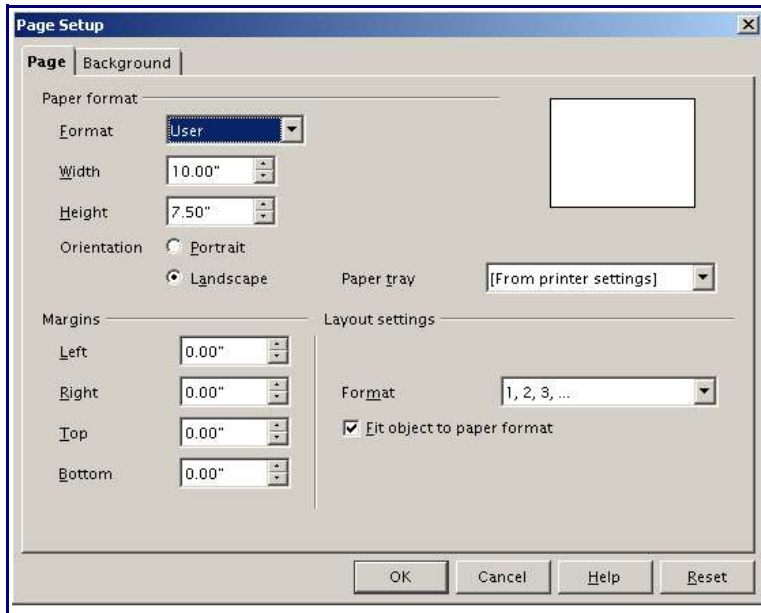 Page Setup
Page Background
Paper format
Format User
Width 10.00"
Height 7.50"
Orientation Portrait
Landscape Paper tray [From printer settings]
Margins Layout settings
Left 0.00"
Right 0.00" Format 1, 2, 3, ...
Top 0.00" Fit object to paper format
Bottom 0.00"
OK Cancel Help Reset